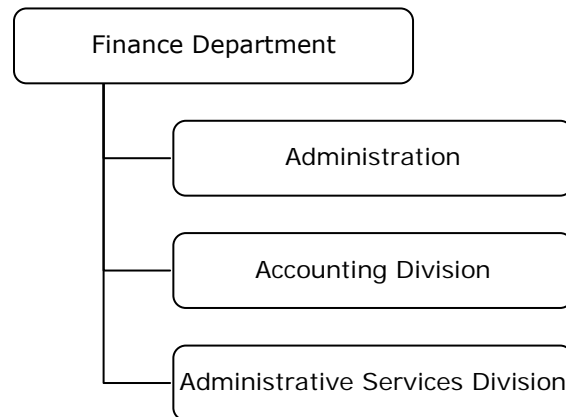 Finance Department
Administration
Accounting Division
Administrative Services Division